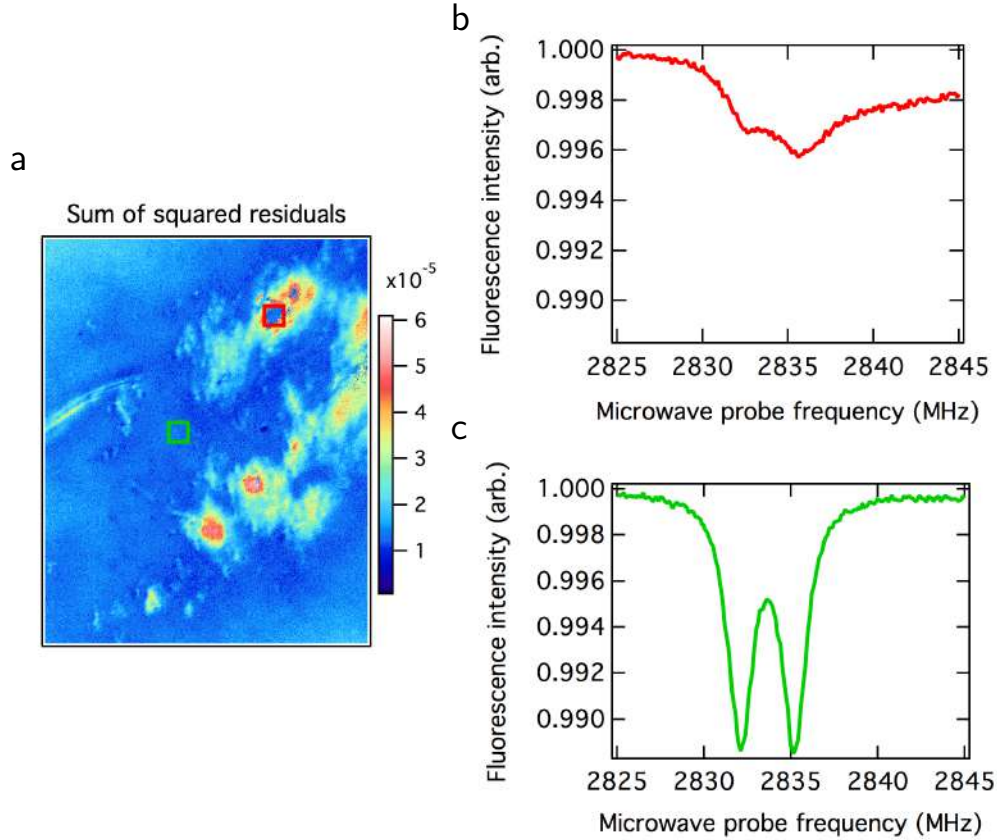 a
Sum of squared residuals
x10⁻⁵
6
5
4
3
2
1
b
Fluorescence intensity (arb.)
1.000
0.998
0.996
0.994
0.992
0.990
2825 2830 2835 2840 2845
Microwave probe frequency (MHz)
c
Fluorescence intensity (arb.)
1.000
0.998
0.996
0.994
0.992
0.990
2825 2830 2835 2840 2845
Microwave probe frequency (MHz)